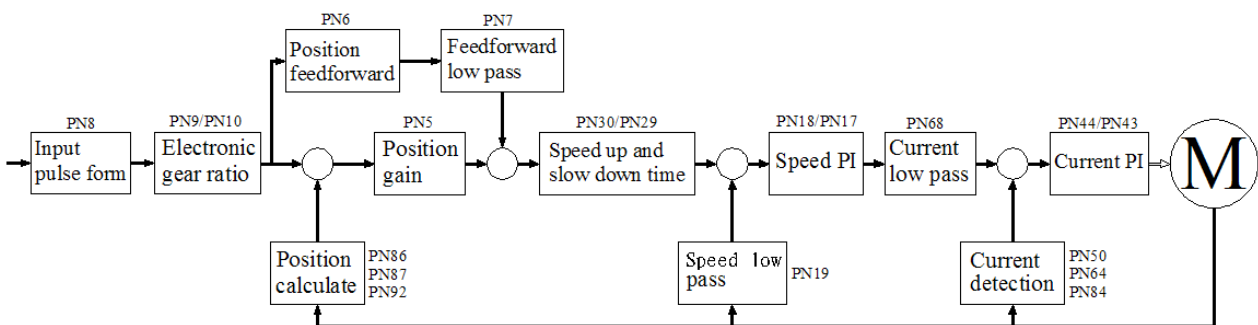 PN6
Position
feedforward
PN7
Feedforward
low pass
PN8
Input
pulse form
PN9/PN10
Electronic
gear ratio
PN5
Position
gain
PN30/PN29
Speed up and
slow down time
PN18/PN17
Speed PI
PN68
Current
low pass
PN44/PN43
Current PI
M
Position
calculate
PN86
PN87
PN92
Speed low
pass
PN19
Current
detection
PN50
PN64
PN84